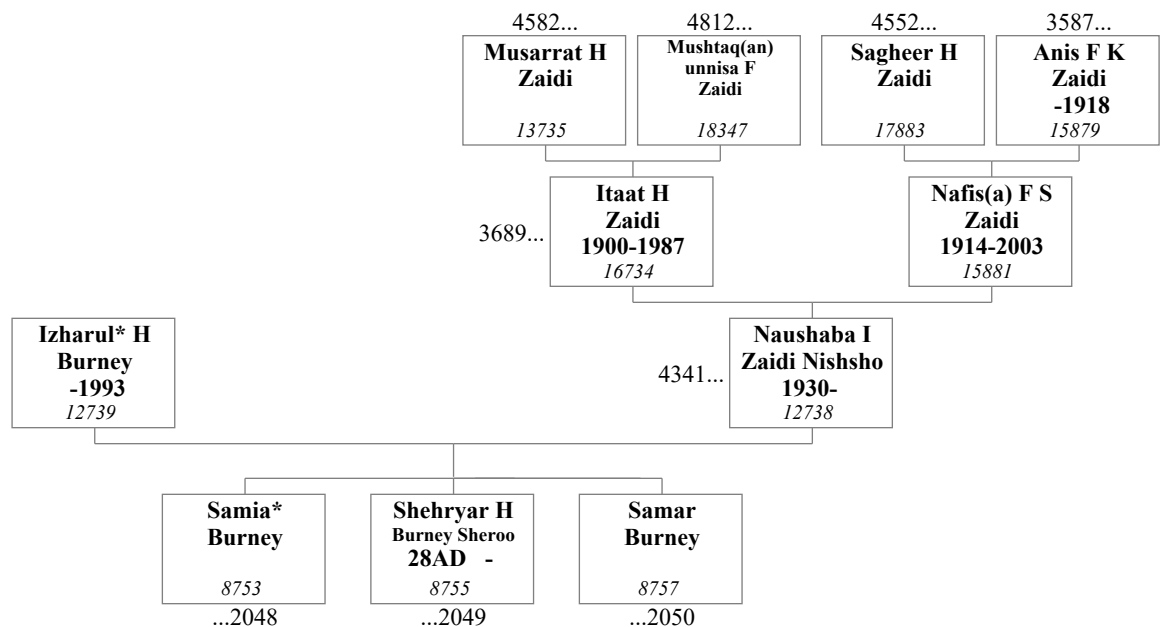 4582...
4812...
4552...
3587...
Musarrat H
Zaidi
13735
Mushtaq(an)
unnisa F
Zaidi
18347
Sagheer H
Zaidi
17883
Anis F K
Zaidi
-1918
15879
3689...
Itaat H
Zaidi
1900-1987
16734
Nafis(a) F S
Zaidi
1914-2003
15881
Izharul* H
Burney
-1993
12739
4341...
Naushaba I
Zaidi Nishsho
1930-
12738
Samia*
Burney
8753
...2048
Shehryar H
Burney Sheroo
28AD -
8755
...2049
Samar
Burney
8757
...2050